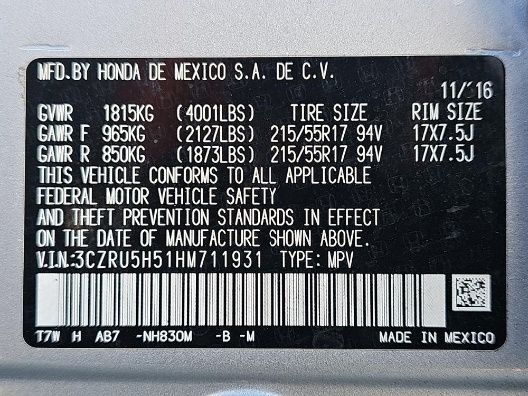 MFD. BY HONDA DE MEXICO S.A. DE C.V.
11/16
GVWR 1815KG (4001LBS) TIRE SIZE RIM SIZE
GAWR F 965KG (2127LBS) 215/55R17 94V 17X7.5J
GAWR R 850KG (1873LBS) 215/55R17 94V 17X7.5J
THIS VEHICLE CONFORMS TO ALL APPLICABLE
FEDERAL MOTOR VEHICLE SAFETY
AND THEFT PREVENTION STANDARDS IN EFFECT
ON THE DATE OF MANUFACTURE SHOWN ABOVE.
V.I.N.:3CZRU5H51HM711931 TYPE: MPV
T7W H AB7 -NH830M -B -M MADE IN MEXICO